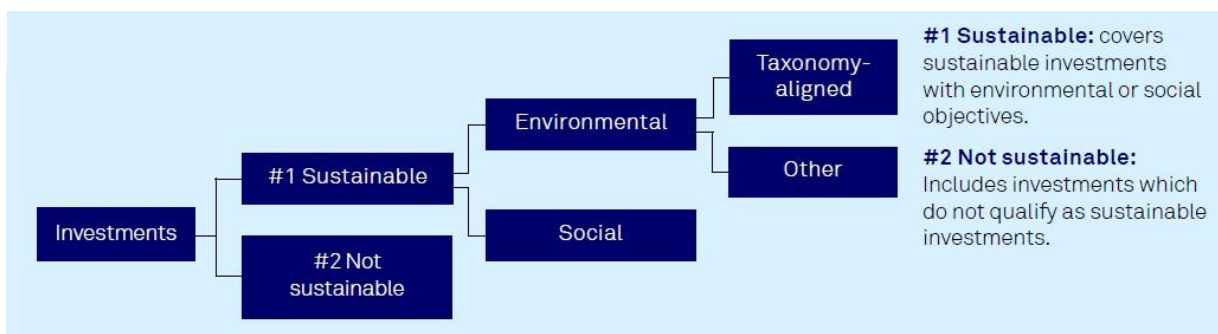 Investments
#1 Sustainable
#2 Not
sustainable
Environmental
Social
Taxonomy-
aligned
Other
#1 Sustainable: covers
sustainable investments
with environmental or social
objectives.
#2 Not sustainable:
Includes investments which
do not qualify as sustainable
investments.